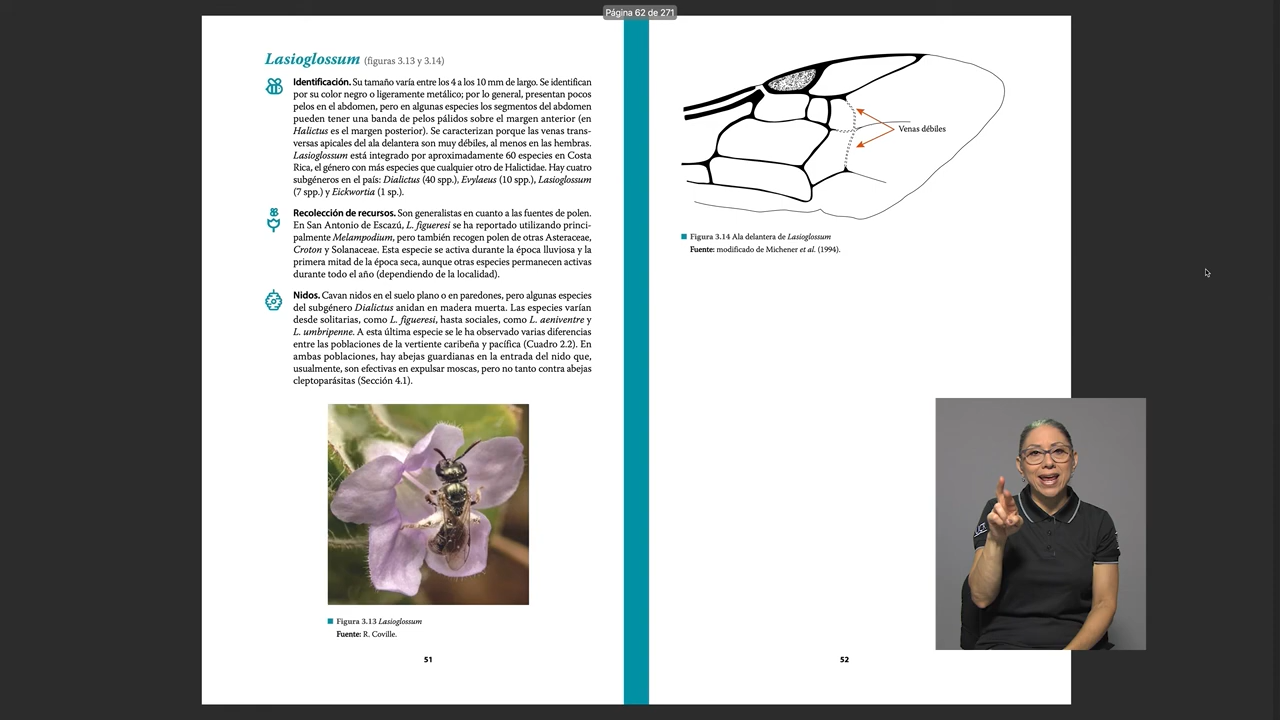 Página 62 de 271
Lasioglossum (figuras 3.13 y 3.14)
Identificación. Su tamaño varía entre los 4 a los 10 mm de largo. Se identifican
por su color negro o ligeramente metálico; por lo general, presentan pocos
pelos en el abdomen, pero en algunas especies los segmentos del abdomen
pueden tener una banda de pelos pálidos sobre el margen anterior (en
Halictus es el margen posterior). Se caracterizan porque las venas trans-
versas apicales del ala delantera son muy débiles, al menos en las hembras.
Lasioglossum está integrado por aproximadamente 60 especies en Costa
Rica, el género con más especies que cualquier otro de Halictidae. Hay cuatro
subgéneros en el país: Dialictus (40 spp.), Evylaeus (10 spp.), Lasioglossum
(7 spp.) y Eickwortia (1 sp.).
Recolección de recursos. Son generalistas en cuanto a las fuentes de polen.
En San Antonio de Escazú, L. figueresi se ha reportado utilizando princi-
palmente Melampodium, pero también recogen polen de otras Asteraceae,
Croton y Solanaceae. Esta especie se activa durante la época lluviosa y la
primera mitad de la época seca, aunque otras especies permanecen activas
durante todo el año (dependiendo de la localidad).
Nidos. Cavan nidos en el suelo plano o en paredones, pero algunas especies
del subgénero Dialictus anidan en madera muerta. Las especies varían
desde solitarias, como L. figueresi, hasta sociales, como L. aeniventre y
L. umbripenne. A esta última especie se le ha observado varias diferencias
entre las poblaciones de la vertiente caribeña y pacífica (Cuadro 2.2). En
ambas poblaciones, hay abejas guardianas en la entrada del nido que,
usualmente, son efectivas en expulsar moscas, pero no tanto contra abejas
cleptoparásitas (Sección 4.1).
Figura 3.13 Lasioglossum
Fuente: R. Coville.
51
Venas débiles
Figura 3.14 Ala delantera de Lasioglossum
Fuente: modificado de Michener et al. (1994).
52